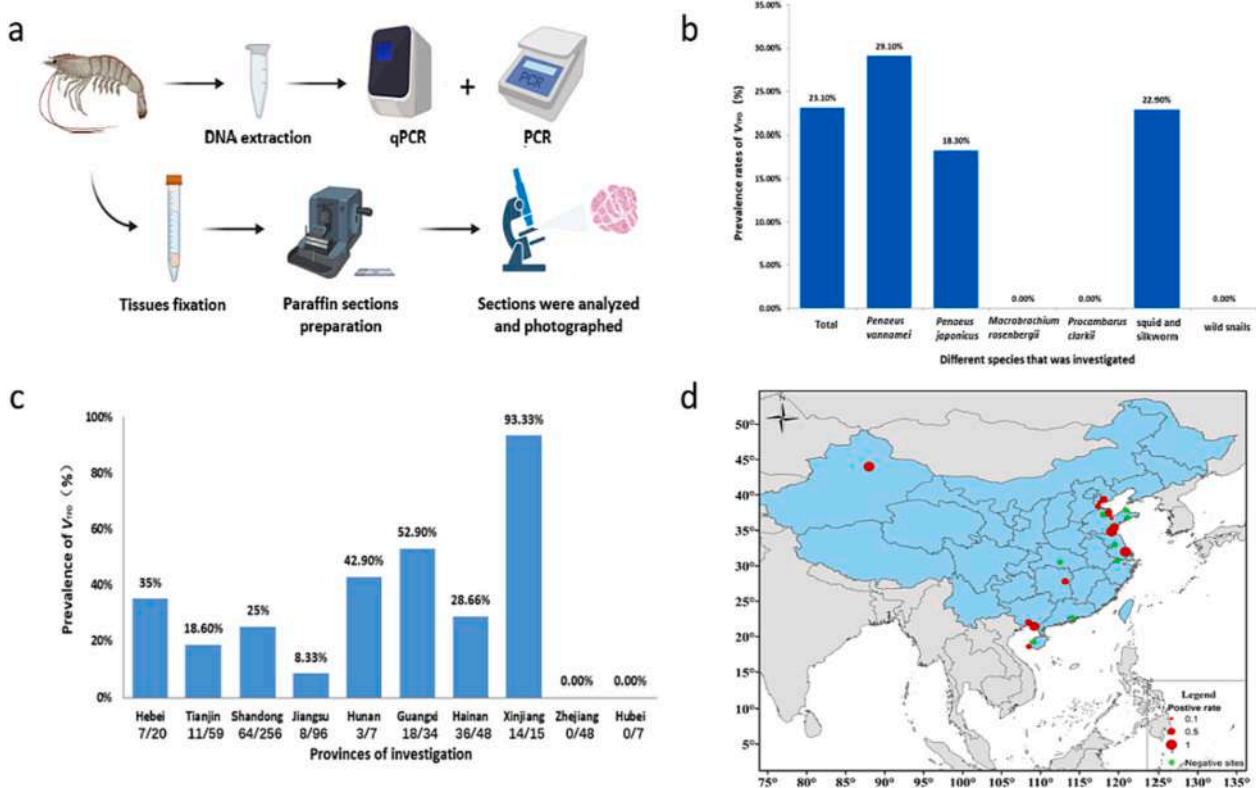 a
DNA extraction
qPCR
+
PCR
PCR
Tissues fixation
Paraffin sections
preparation
Sections were analyzed
and photographed
b
Prevalence rates of VTPD (%)
35.00%
30.00%
25.00%
20.00%
15.00%
10.00%
5.00%
0.00%
23.10%
29.10%
18.30%
0.00%
0.00%
22.90%
0.00%
Total
Penaeus
vannamei
Penaeus
japonicus
Macrobrachium
rosenbergii
Procambarus
clarkii
squid and
silkworm
wild snails
Different species that was investigated
c
Prevalence of VTPD (%)
100%
80%
60%
40%
20%
0%
35%
18.60%
25%
8.33%
42.90%
52.90%
28.66%
93.33%
0.00%
0.00%
Hebei Tianjin Shandong Jiangsu Hunan Guangxi Hainan Xinjiang Zhejiang Hubei
7/20 11/59 64/256 8/96 3/7 18/34 36/48 14/15 0/48 0/7
Provinces of investigation
d
50°
45°
40°
35°
30°
25°
20°
15°
10°
5°
75° 80° 85° 90° 95° 100° 105° 110° 115° 120° 125° 130° 135°
Legend
Postive rate
0.1
0.5
1
Negative sites